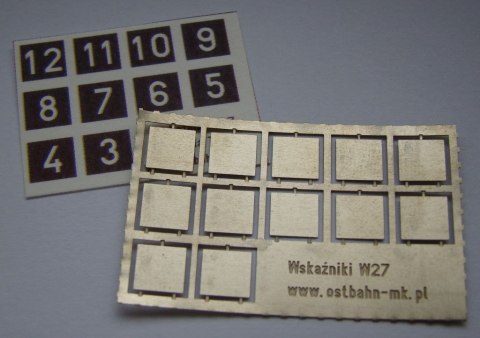 12 11 10 9
8 7 6 5
4 3
Wskaźniki W27
www.ostbahn-mk.pl